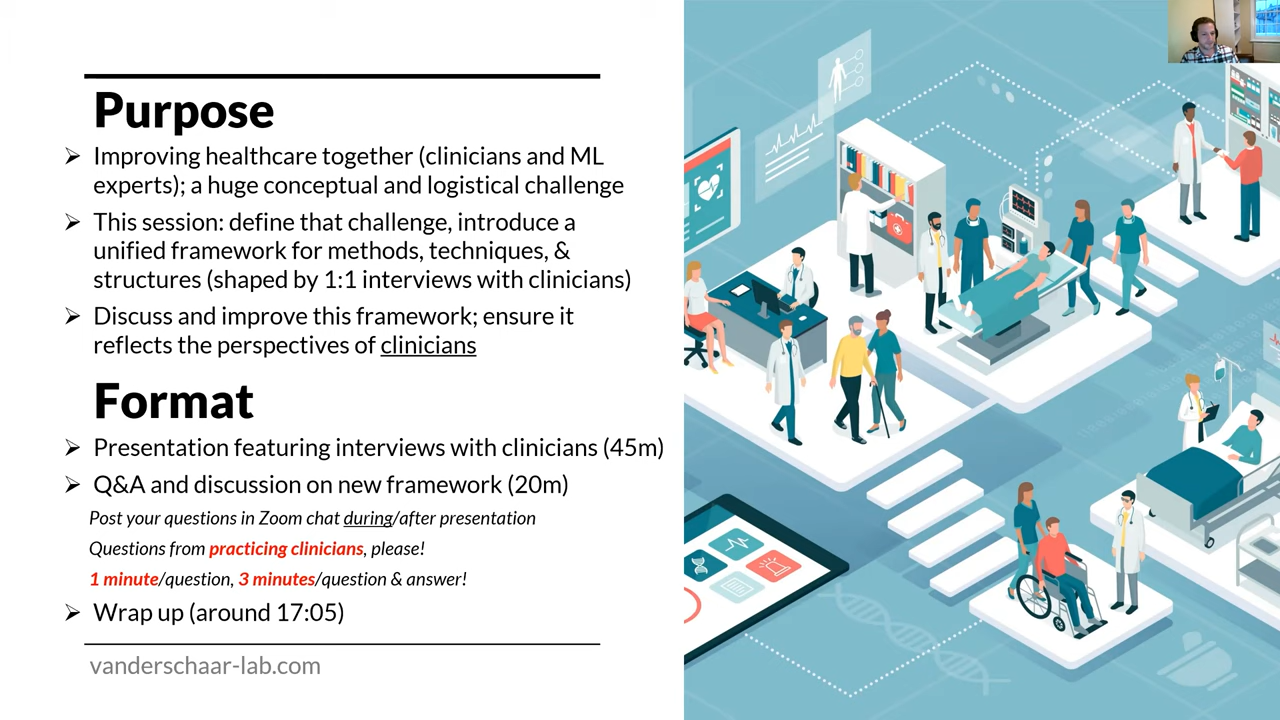 Purpose
➢ Improving healthcare together (clinicians and ML
experts); a huge conceptual and logistical challenge
➢ This session: define that challenge, introduce a
unified framework for methods, techniques, &
structures (shaped by 1:1 interviews with clinicians)
➢ Discuss and improve this framework; ensure it
reflects the perspectives of clinicians
Format
➢ Presentation featuring interviews with clinicians (45m)
➢ Q&A and discussion on new framework (20m)
Post your questions in Zoom chat during/after presentation
Questions from practicing clinicians, please!
1 minute/question, 3 minutes/question & answer!
➢ Wrap up (around 17:05)
vanderschaar-lab.com